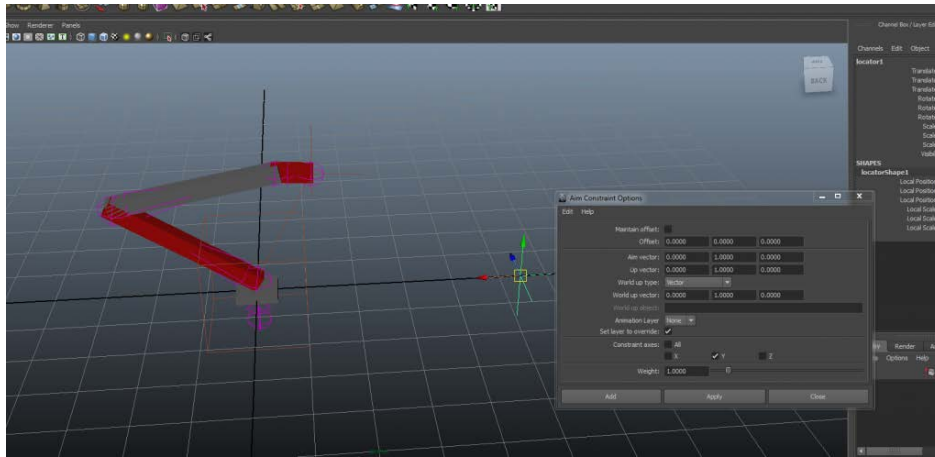 Show Renderer Panels
Channel Box / Layer Ed
BACK
Channels Edit Object
locator1
Translate
Translate
Translate
Rotate
Rotate
Rotate
Scale
Scale
Scale
Visibi
SHAPES
locatorShape1
Local Position
Local Position
Local Position
Local Scale
Local Scale
Local Scale
Aim Constraint Options
Edit Help
Maintain offset:
Offset: 0.0000 0.0000 0.0000
Aim vector: 0.0000 1.0000 0.0000
Up vector: 0.0000 1.0000 0.0000
World up type: Vector
World up vector: 0.0000 1.0000 0.0000
World up object:
Animation Layer None
Set layer to override:
Constraint axes: All
X Y Z
Weight: 1.0000
Add Apply Close
Render
Options Help